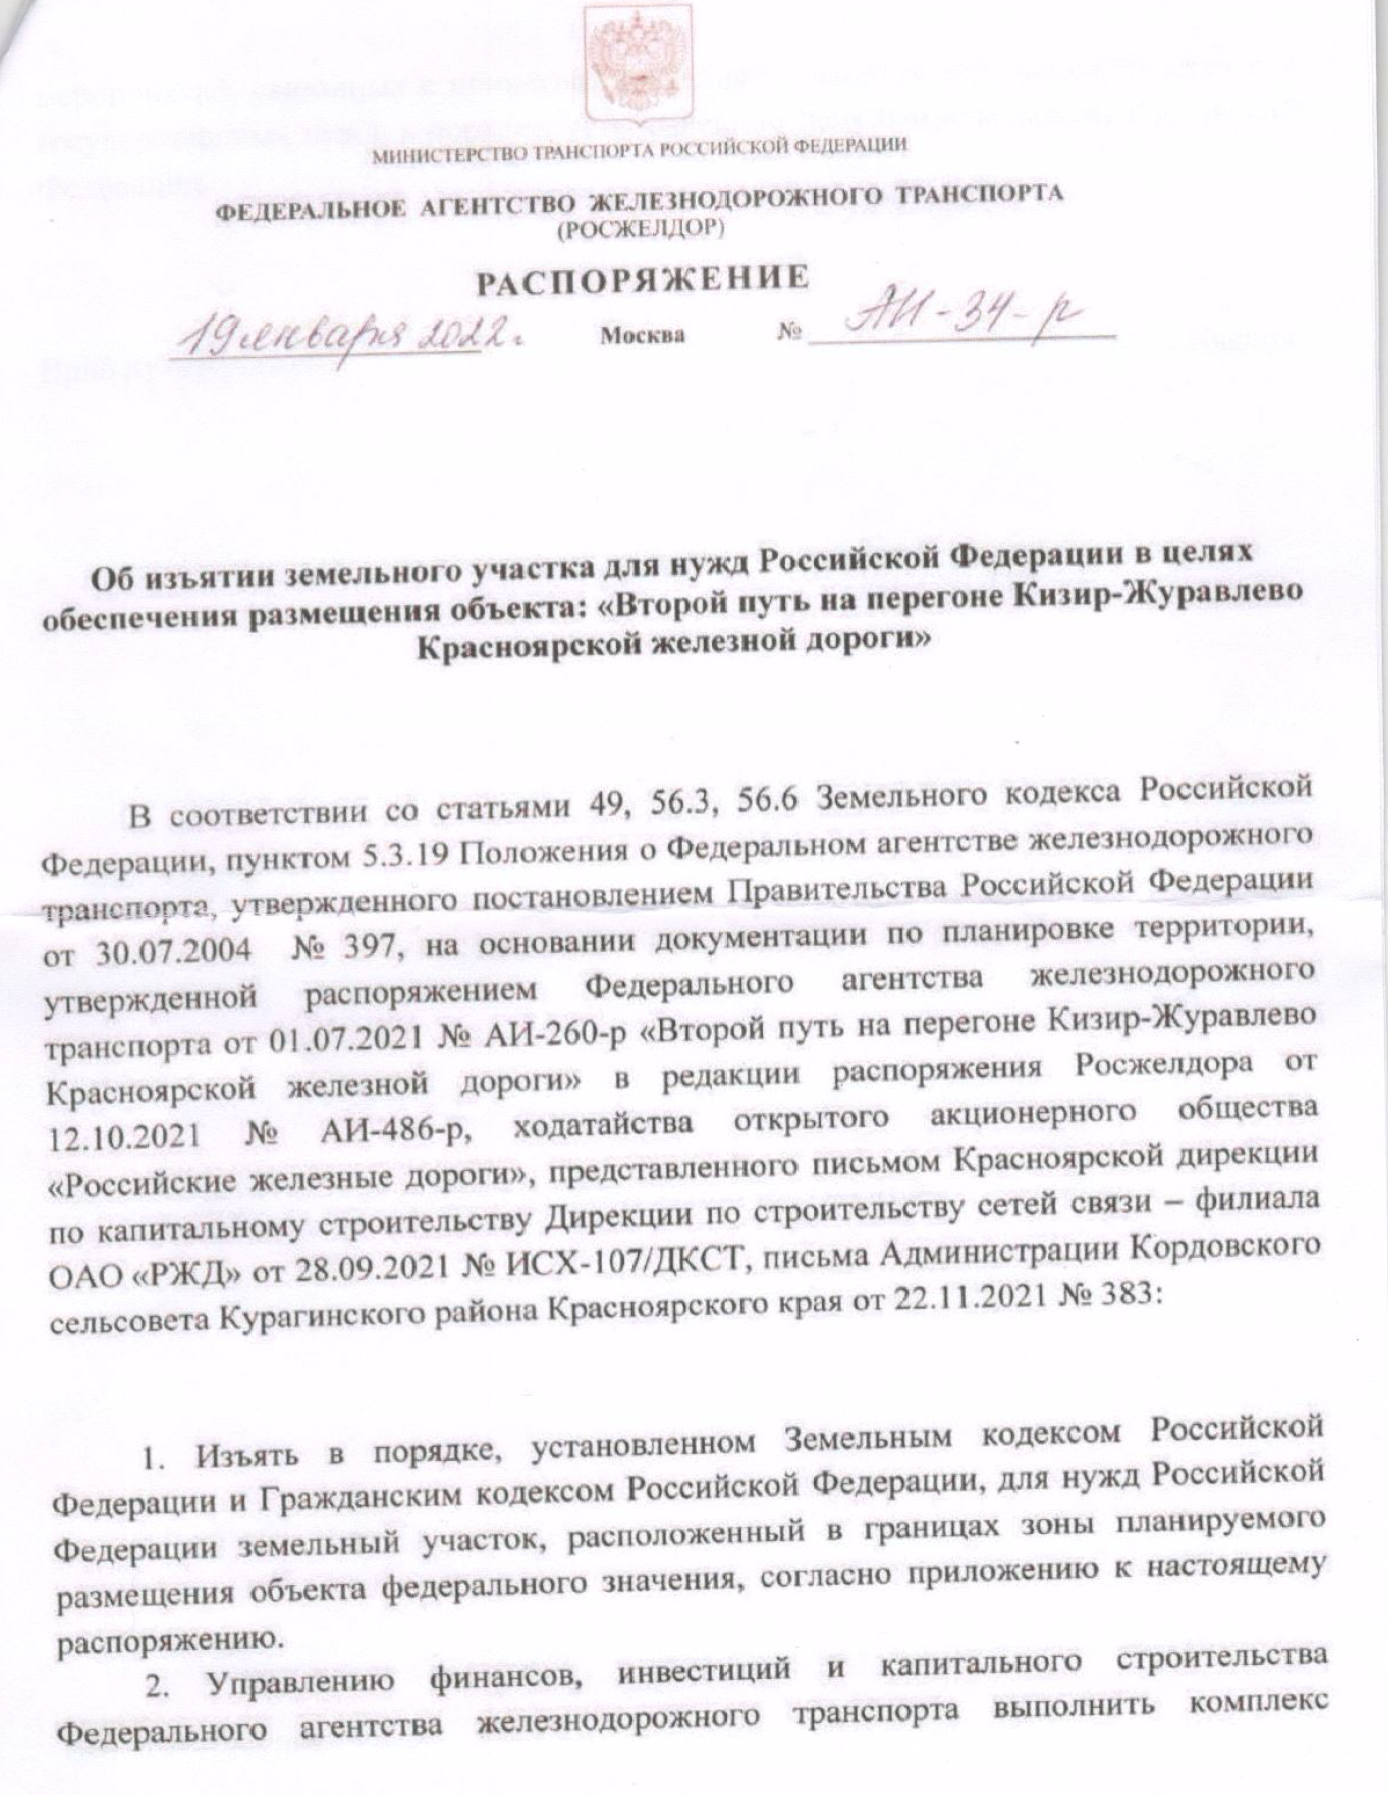 МИНИСТЕРСТВО ТРАНСПОРТА РОССИЙСКОЙ ФЕДЕРАЦИИ
ФЕДЕРАЛЬНОЕ АГЕНТСТВО ЖЕЛЕЗНОДОРОЖНОГО ТРАНСПОРТА
(РОСЖЕЛДОР)
РАСПОРЯЖЕНИЕ
19 января 2022 г. Москва № АИ-34-р
Об изъятии земельного участка для нужд Российской Федерации в целях
обеспечения размещения объекта: «Второй путь на перегоне Кизир-Журавлево
Красноярской железной дороги»
В соответствии со статьями 49, 56.3, 56.6 Земельного кодекса Российской
Федерации, пунктом 5.3.19 Положения о Федеральном агентстве железнодорожного
транспорта, утвержденного постановлением Правительства Российской Федерации
от 30.07.2004 № 397, на основании документации по планировке территории,
утвержденной распоряжением Федерального агентства железнодорожного
транспорта от 01.07.2021 № АИ-260-р «Второй путь на перегоне Кизир-Журавлево
Красноярской железной дороги» в редакции распоряжения Росжелдора от
12.10.2021 № АИ-486-р, ходатайства открытого акционерного общества
«Российские железные дороги», представленного письмом Красноярской дирекции
по капитальному строительству Дирекции по строительству сетей связи – филиала
ОАО «РЖД» от 28.09.2021 № ИСХ-107/ДКСТ, письма Администрации Кордовского
сельсовета Курагинского района Красноярского края от 22.11.2021 № 383:
1. Изъять в порядке, установленном Земельным кодексом Российской
Федерации и Гражданским кодексом Российской Федерации, для нужд Российской
Федерации земельный участок, расположенный в границах зоны планируемого
размещения объекта федерального значения, согласно приложению к настоящему
распоряжению.
2. Управлению финансов, инвестиций и капитального строительства
Федерального агентства железнодорожного транспорта выполнить комплекс